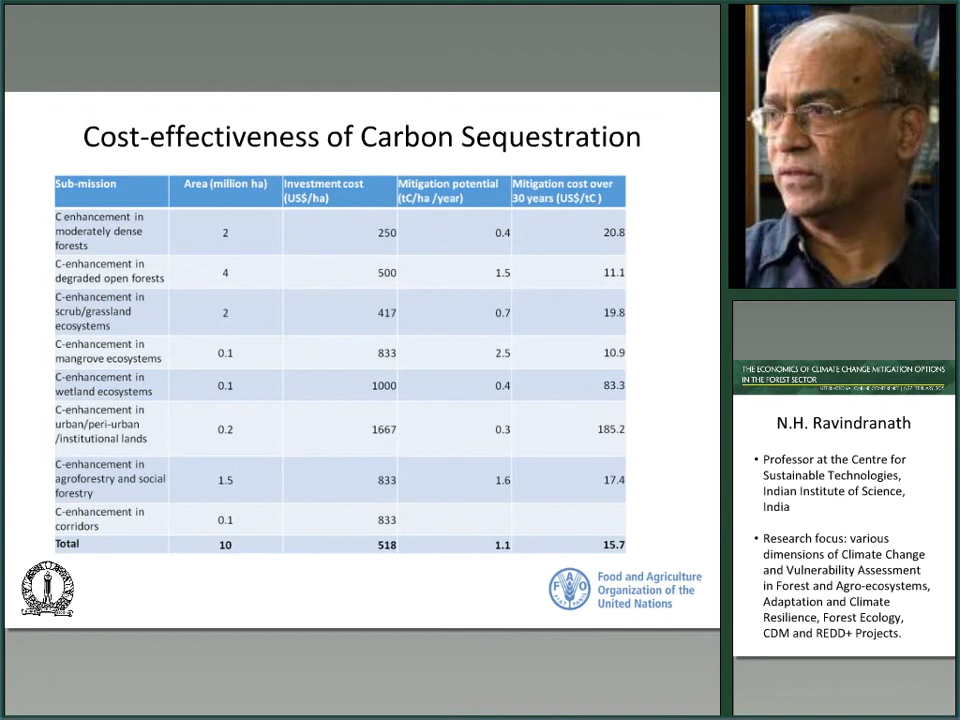 Cost-effectiveness of Carbon Sequestration
Sub-mission Area (million ha) Investment cost (US$/ha) Mitigation potential (tC/ha /year) Mitigation cost over 30 years (US$/tC )
C enhancement in moderately dense forests 2 250 0.4 20.8
C-enhancement in degraded open forests 4 500 1.5 11.1
C-enhancement in scrub/grassland ecosystems 2 417 0.7 19.8
C-enhancement in mangrove ecosystems 0.1 833 2.5 10.9
C-enhancement in wetland ecosystems 0.1 1000 0.4 83.3
C-enhancement in urban/peri-urban /institutional lands 0.2 1667 0.3 185.2
C-enhancement in agroforestry and social forestry 1.5 833 1.6 17.4
C-enhancement in corridors 0.1 833
Total 10 518 1.1 15.7
Food and Agriculture
Organization of the
United Nations
THE ECONOMICS OF CLIMATE CHANGE MITIGATION OPTIONS
IN THE FOREST SECTOR
INTERNATIONAL ONLINE CONFERENCE
N.H. Ravindranath
• Professor at the Centre for
Sustainable Technologies,
Indian Institute of Science,
India
• Research focus: various
dimensions of Climate Change
and Vulnerability Assessment
in Forest and Agro-ecosystems,
Adaptation and Climate
Resilience, Forest Ecology,
CDM and REDD+ Projects.